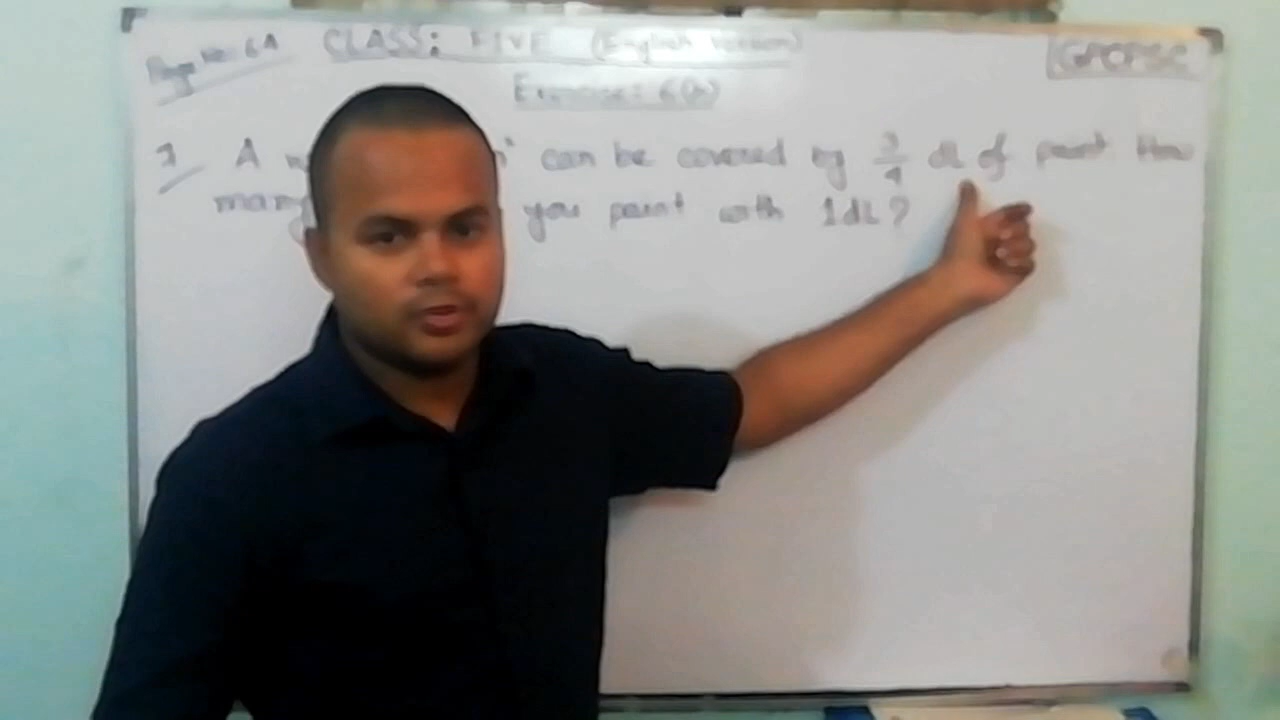 Page No: 64
CLASS: FIVE (English Version)
GPCPSC
Exercise: 6(b)
A can be covered by 3/4 dL of paint How
many you paint with 1dL?